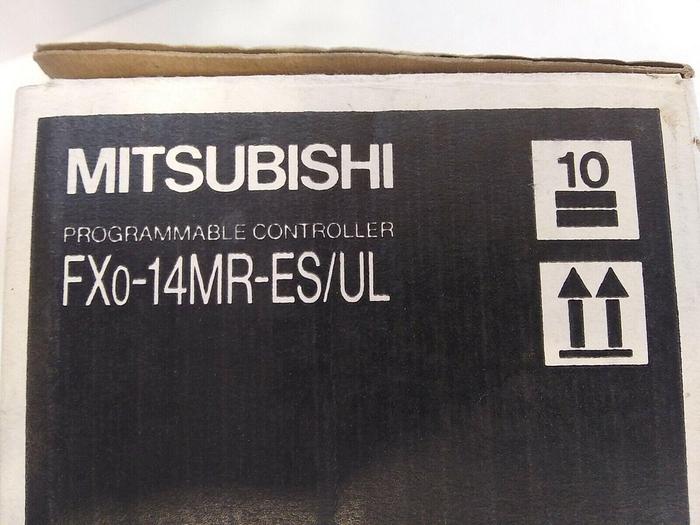 MITSUBISHI
10
PROGRAMMABLE CONTROLLER
FX0-14MR-ES/UL